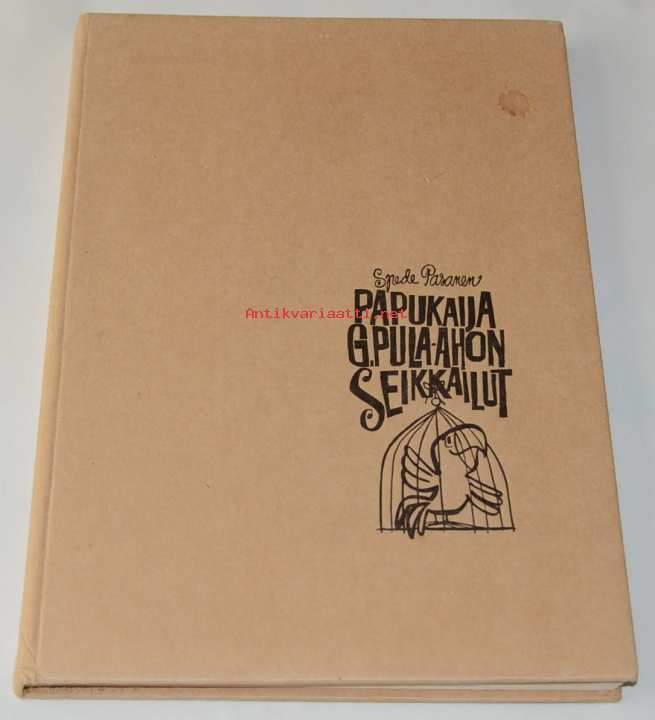 Spede Pasanen
PAPUKAIJA
Antikvariaatti.net
G.PULA-AHON
SEIKKAILUT